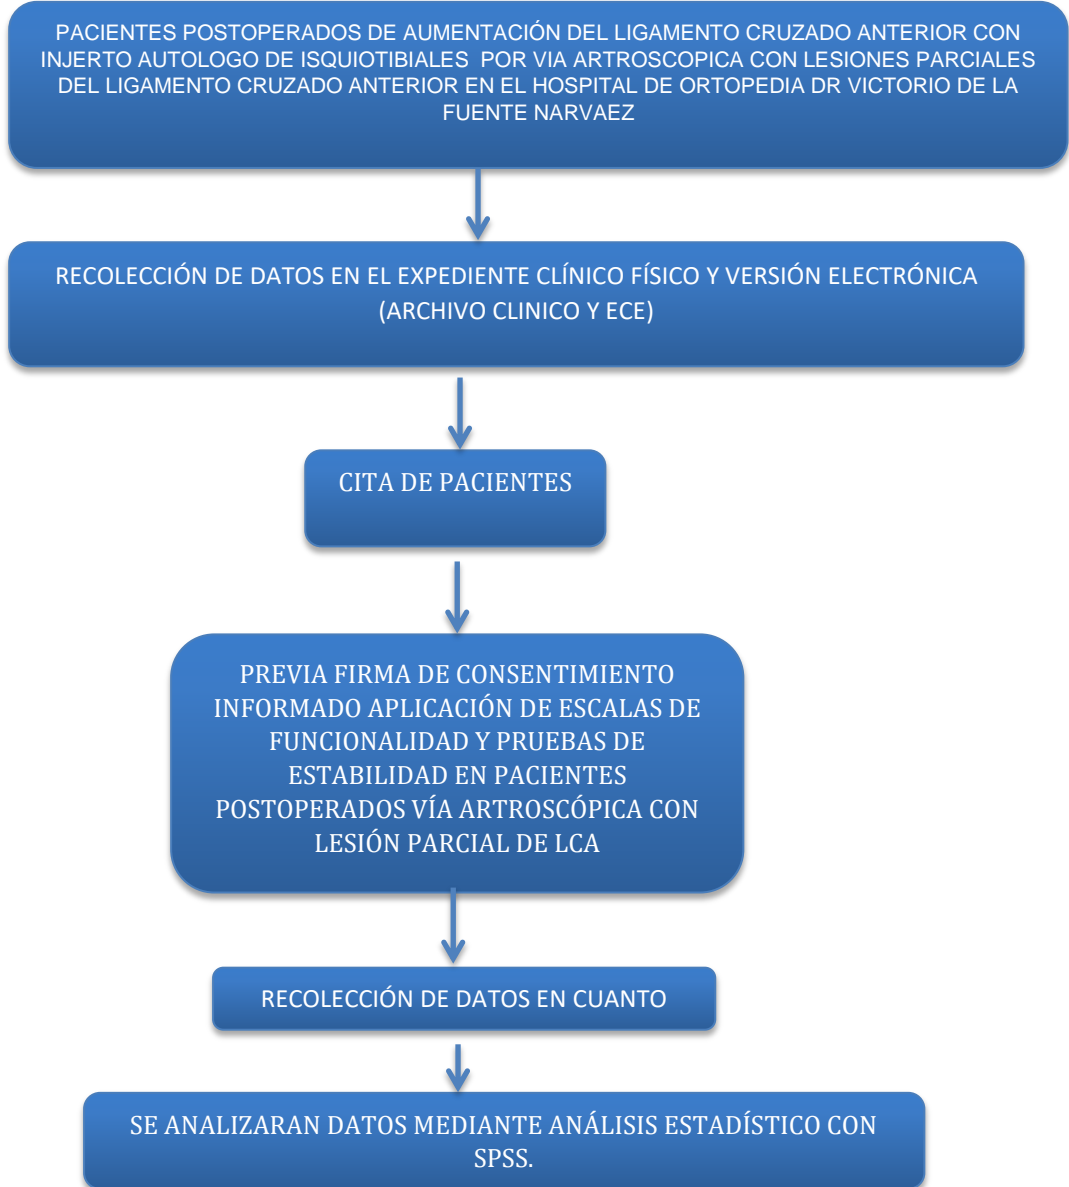 PACIENTES POSTOPERADOS DE AUMENTACIÓN DEL LIGAMENTO CRUZADO ANTERIOR CON
INJERTO AUTOLOGO DE ISQUIOTIBIALES POR VIA ARTROSCOPICA CON LESIONES PARCIALES
DEL LIGAMENTO CRUZADO ANTERIOR EN EL HOSPITAL DE ORTOPEDIA DR VICTORIO DE LA
FUENTE NARVAEZ
RECOLECCIÓN DE DATOS EN EL EXPEDIENTE CLÍNICO FÍSICO Y VERSIÓN ELECTRÓNICA
(ARCHIVO CLINICO Y ECE)
CITA DE PACIENTES
PREVIA FIRMA DE CONSENTIMIENTO
INFORMADO APLICACIÓN DE ESCALAS DE
FUNCIONALIDAD Y PRUEBAS DE
ESTABILIDAD EN PACIENTES
POSTOPERADOS VÍA ARTROSCÓPICA CON
LESIÓN PARCIAL DE LCA
RECOLECCIÓN DE DATOS EN CUANTO
SE ANALIZARAN DATOS MEDIANTE ANÁLISIS ESTADÍSTICO CON
SPSS.